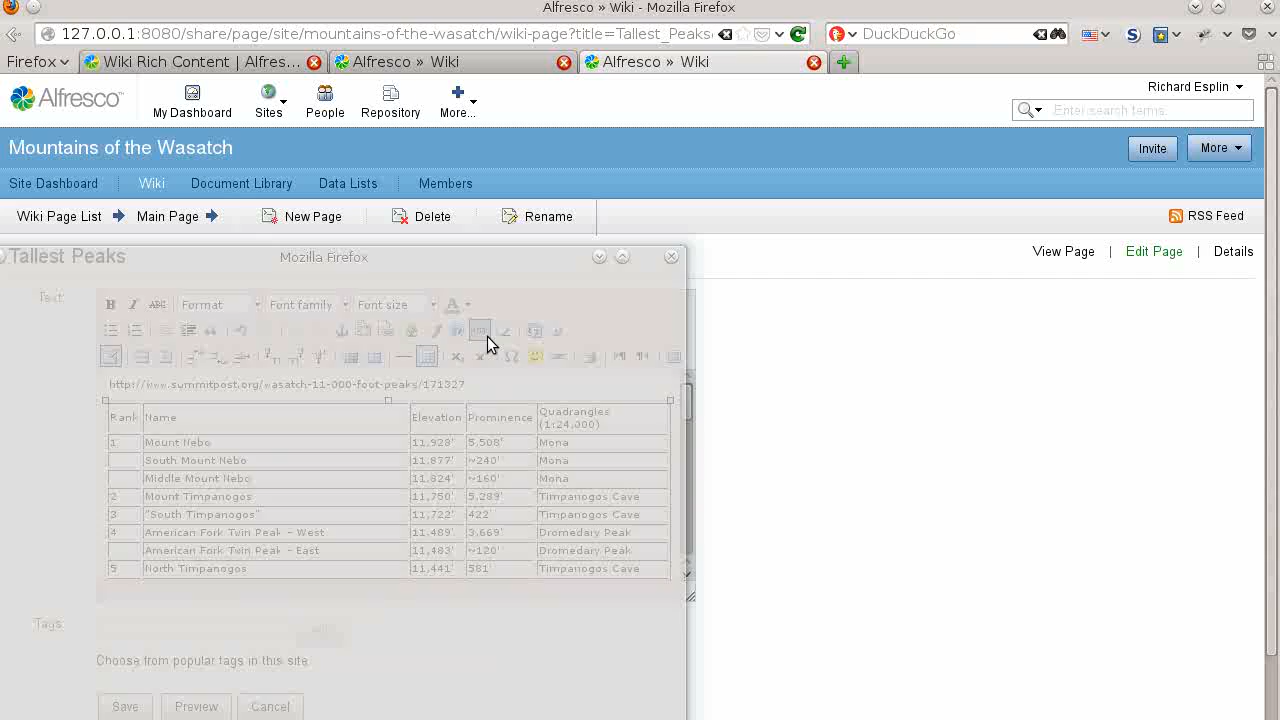 Alfresco » Wiki - Mozilla Firefox
127.0.0.1:8080/share/page/site/mountains-of-the-wasatch/wiki-page?title=Tallest_Peaks
DuckDuckGo
Firefox
Wiki Rich Content | Alfres...
Alfresco » Wiki
Alfresco » Wiki
Richard Esplin
Alfresco
My Dashboard
Sites
People
Repository
More...
Enter search terms.
Mountains of the Wasatch
Invite
More
Site Dashboard
Wiki
Document Library
Data Lists
Members
Wiki Page List
Main Page
New Page
Delete
Rename
RSS Feed
View Page | Edit Page | Details
Tallest Peaks
Mozilla Firefox
Text:
B I ABC Format Font family Font size A
http://www.summitpost.org/wasatch-11-000-foot-peaks/171327
Rank Name Elevation Prominence Quadrangles (1:24,000)
1 Mount Nebo 11,928' 5,508' Mona
South Mount Nebo 11,877' ~240' Mona
Middle Mount Nebo 11,824' ~160' Mona
2 Mount Timpanogos 11,750' 5,289' Timpanogos Cave
3 "South Timpanogos" 11,722' 422' Timpanogos Cave
4 American Fork Twin Peak - West 11,489' 3,669' Dromedary Peak
American Fork Twin Peak - East 11,483' ~120' Dromedary Peak
5 North Timpanogos 11,441' 581' Timpanogos Cave
Tags:
Choose from popular tags in this site
Save
Preview
Cancel